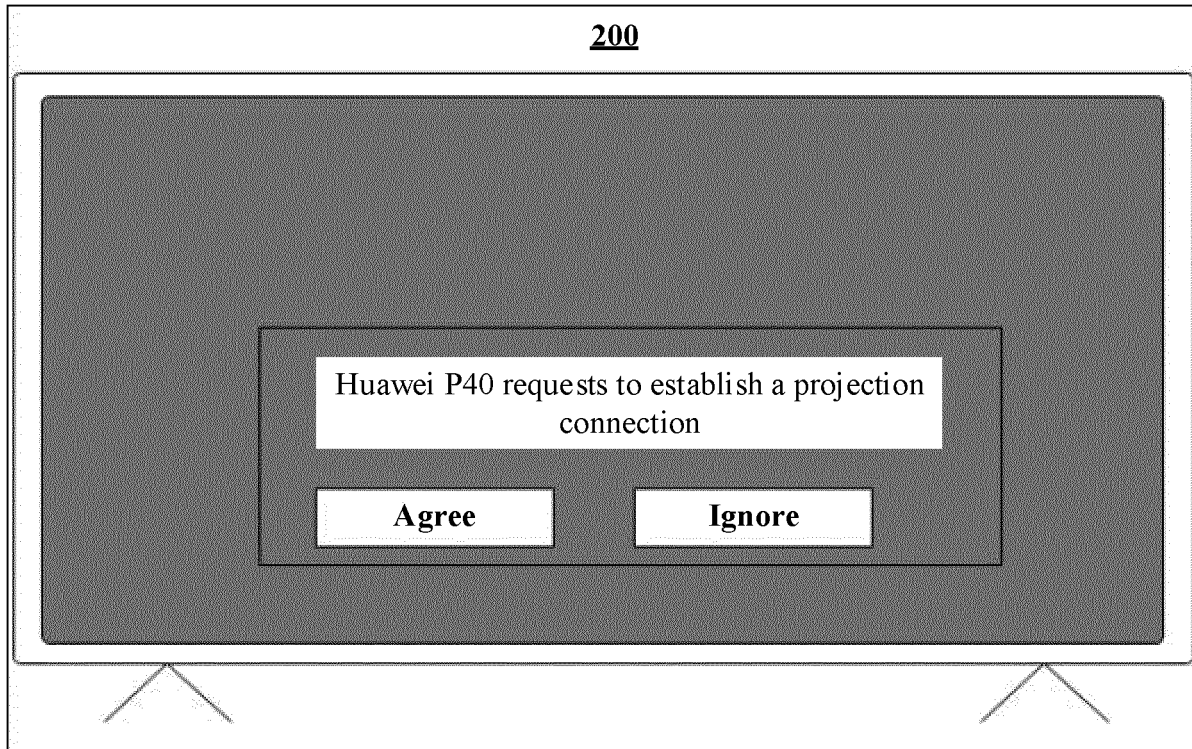 200
Huawei P40 requests to establish a projection
connection
Agree
Ignore